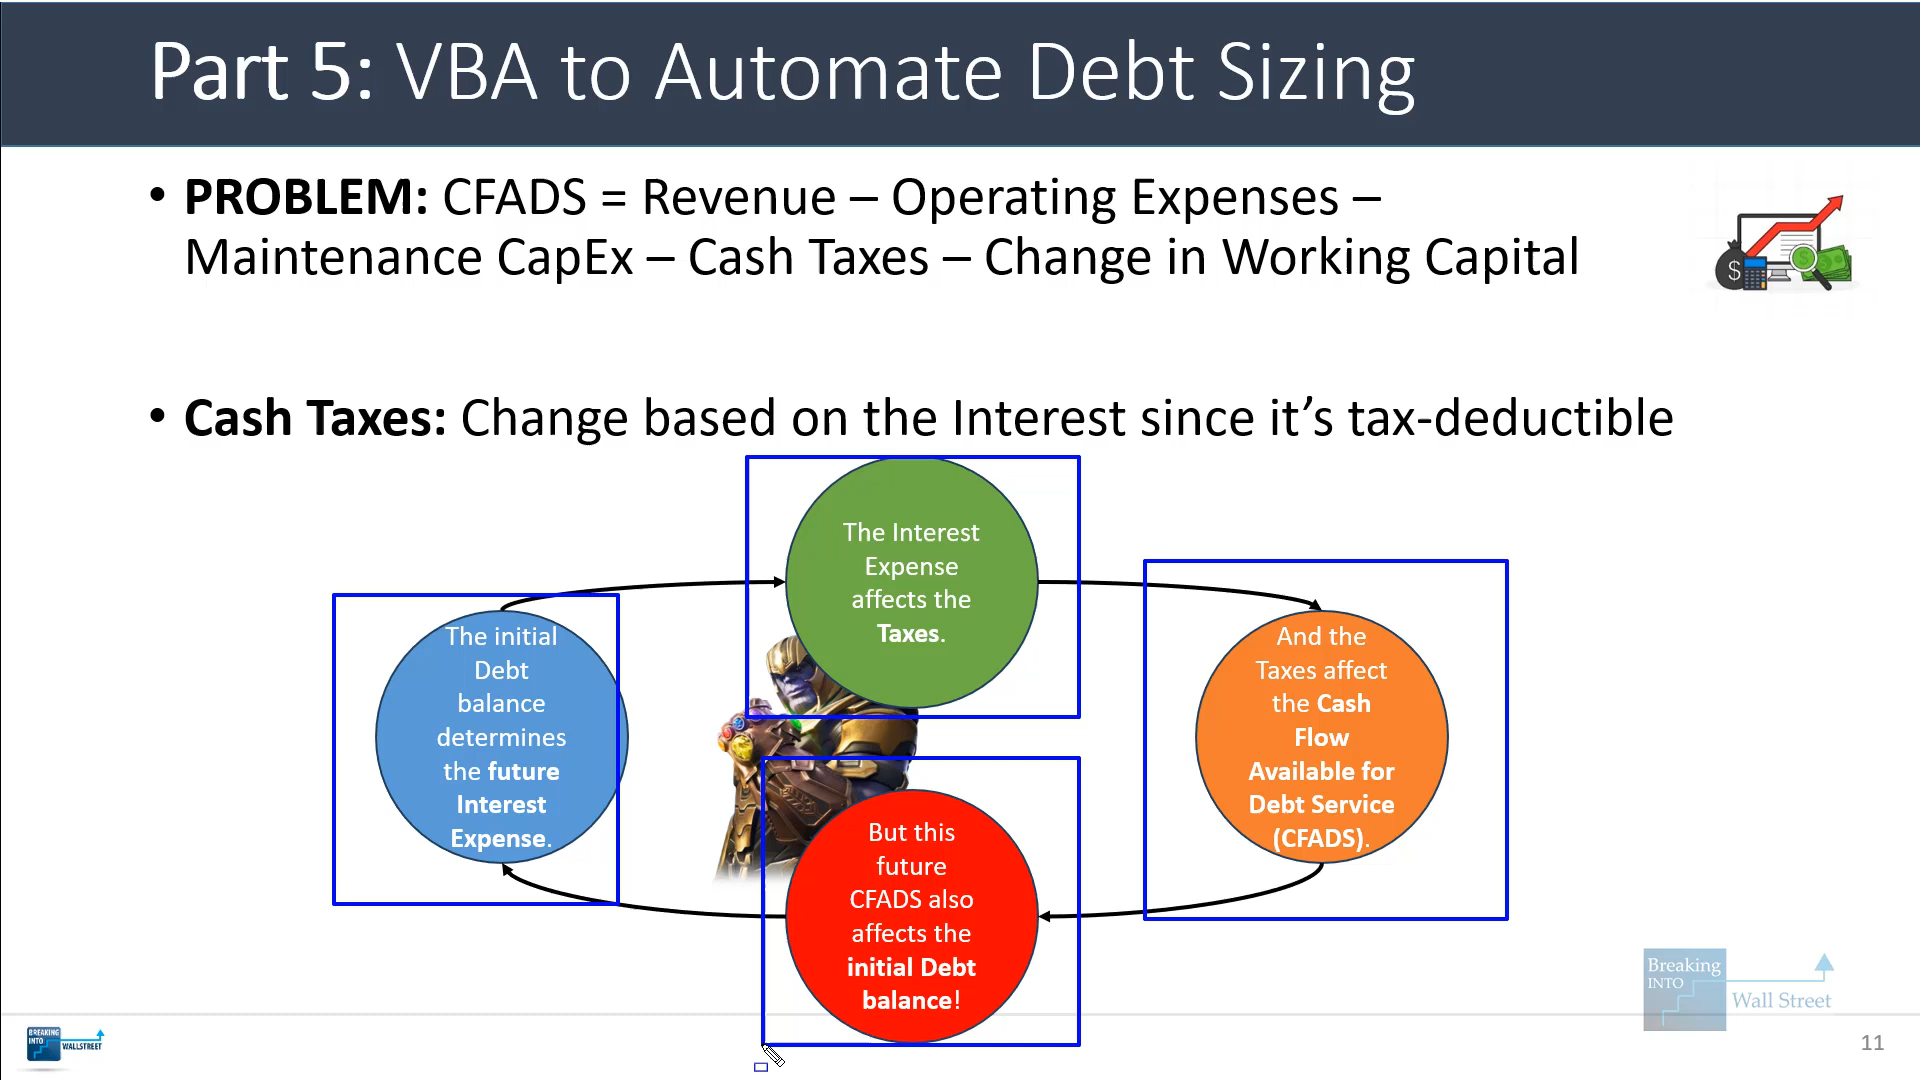 Part 5: VBA to Automate Debt Sizing
• PROBLEM: CFADS = Revenue – Operating Expenses –
Maintenance CapEx – Cash Taxes – Change in Working Capital
• Cash Taxes: Change based on the Interest since it’s tax-deductible
The Interest
Expense
affects the
Taxes.
The initial
Debt
balance
determines
the future
Interest
Expense.
And the
Taxes affect
the Cash
Flow
Available for
Debt Service
(CFADS).
But this
future
CFADS also
affects the
initial Debt
balance!
Breaking
INTO
Wall Street
BREAKING
INTO
WALLSTREET
11